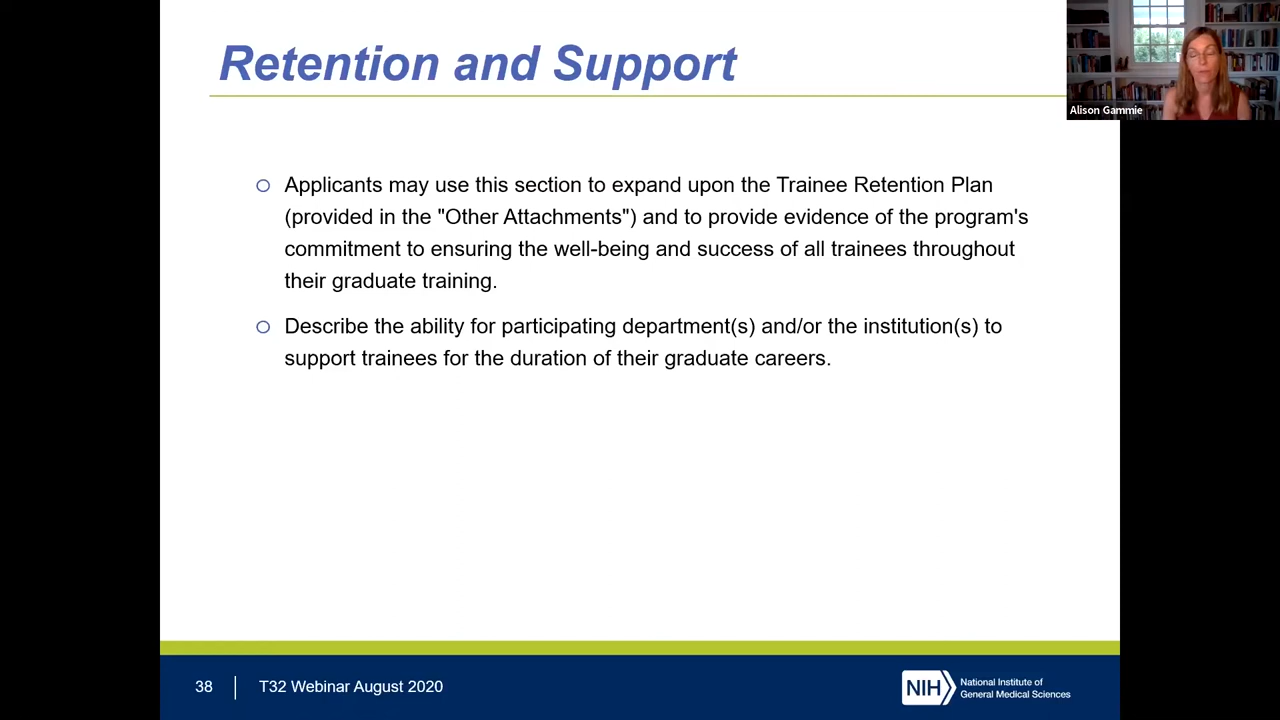 Retention and Support
Alison Gammie
Applicants may use this section to expand upon the Trainee Retention Plan
(provided in the "Other Attachments") and to provide evidence of the program's
commitment to ensuring the well-being and success of all trainees throughout
their graduate training.
Describe the ability for participating department(s) and/or the institution(s) to
support trainees for the duration of their graduate careers.
38
T32 Webinar August 2020
NIH
National Institute of
General Medical Sciences